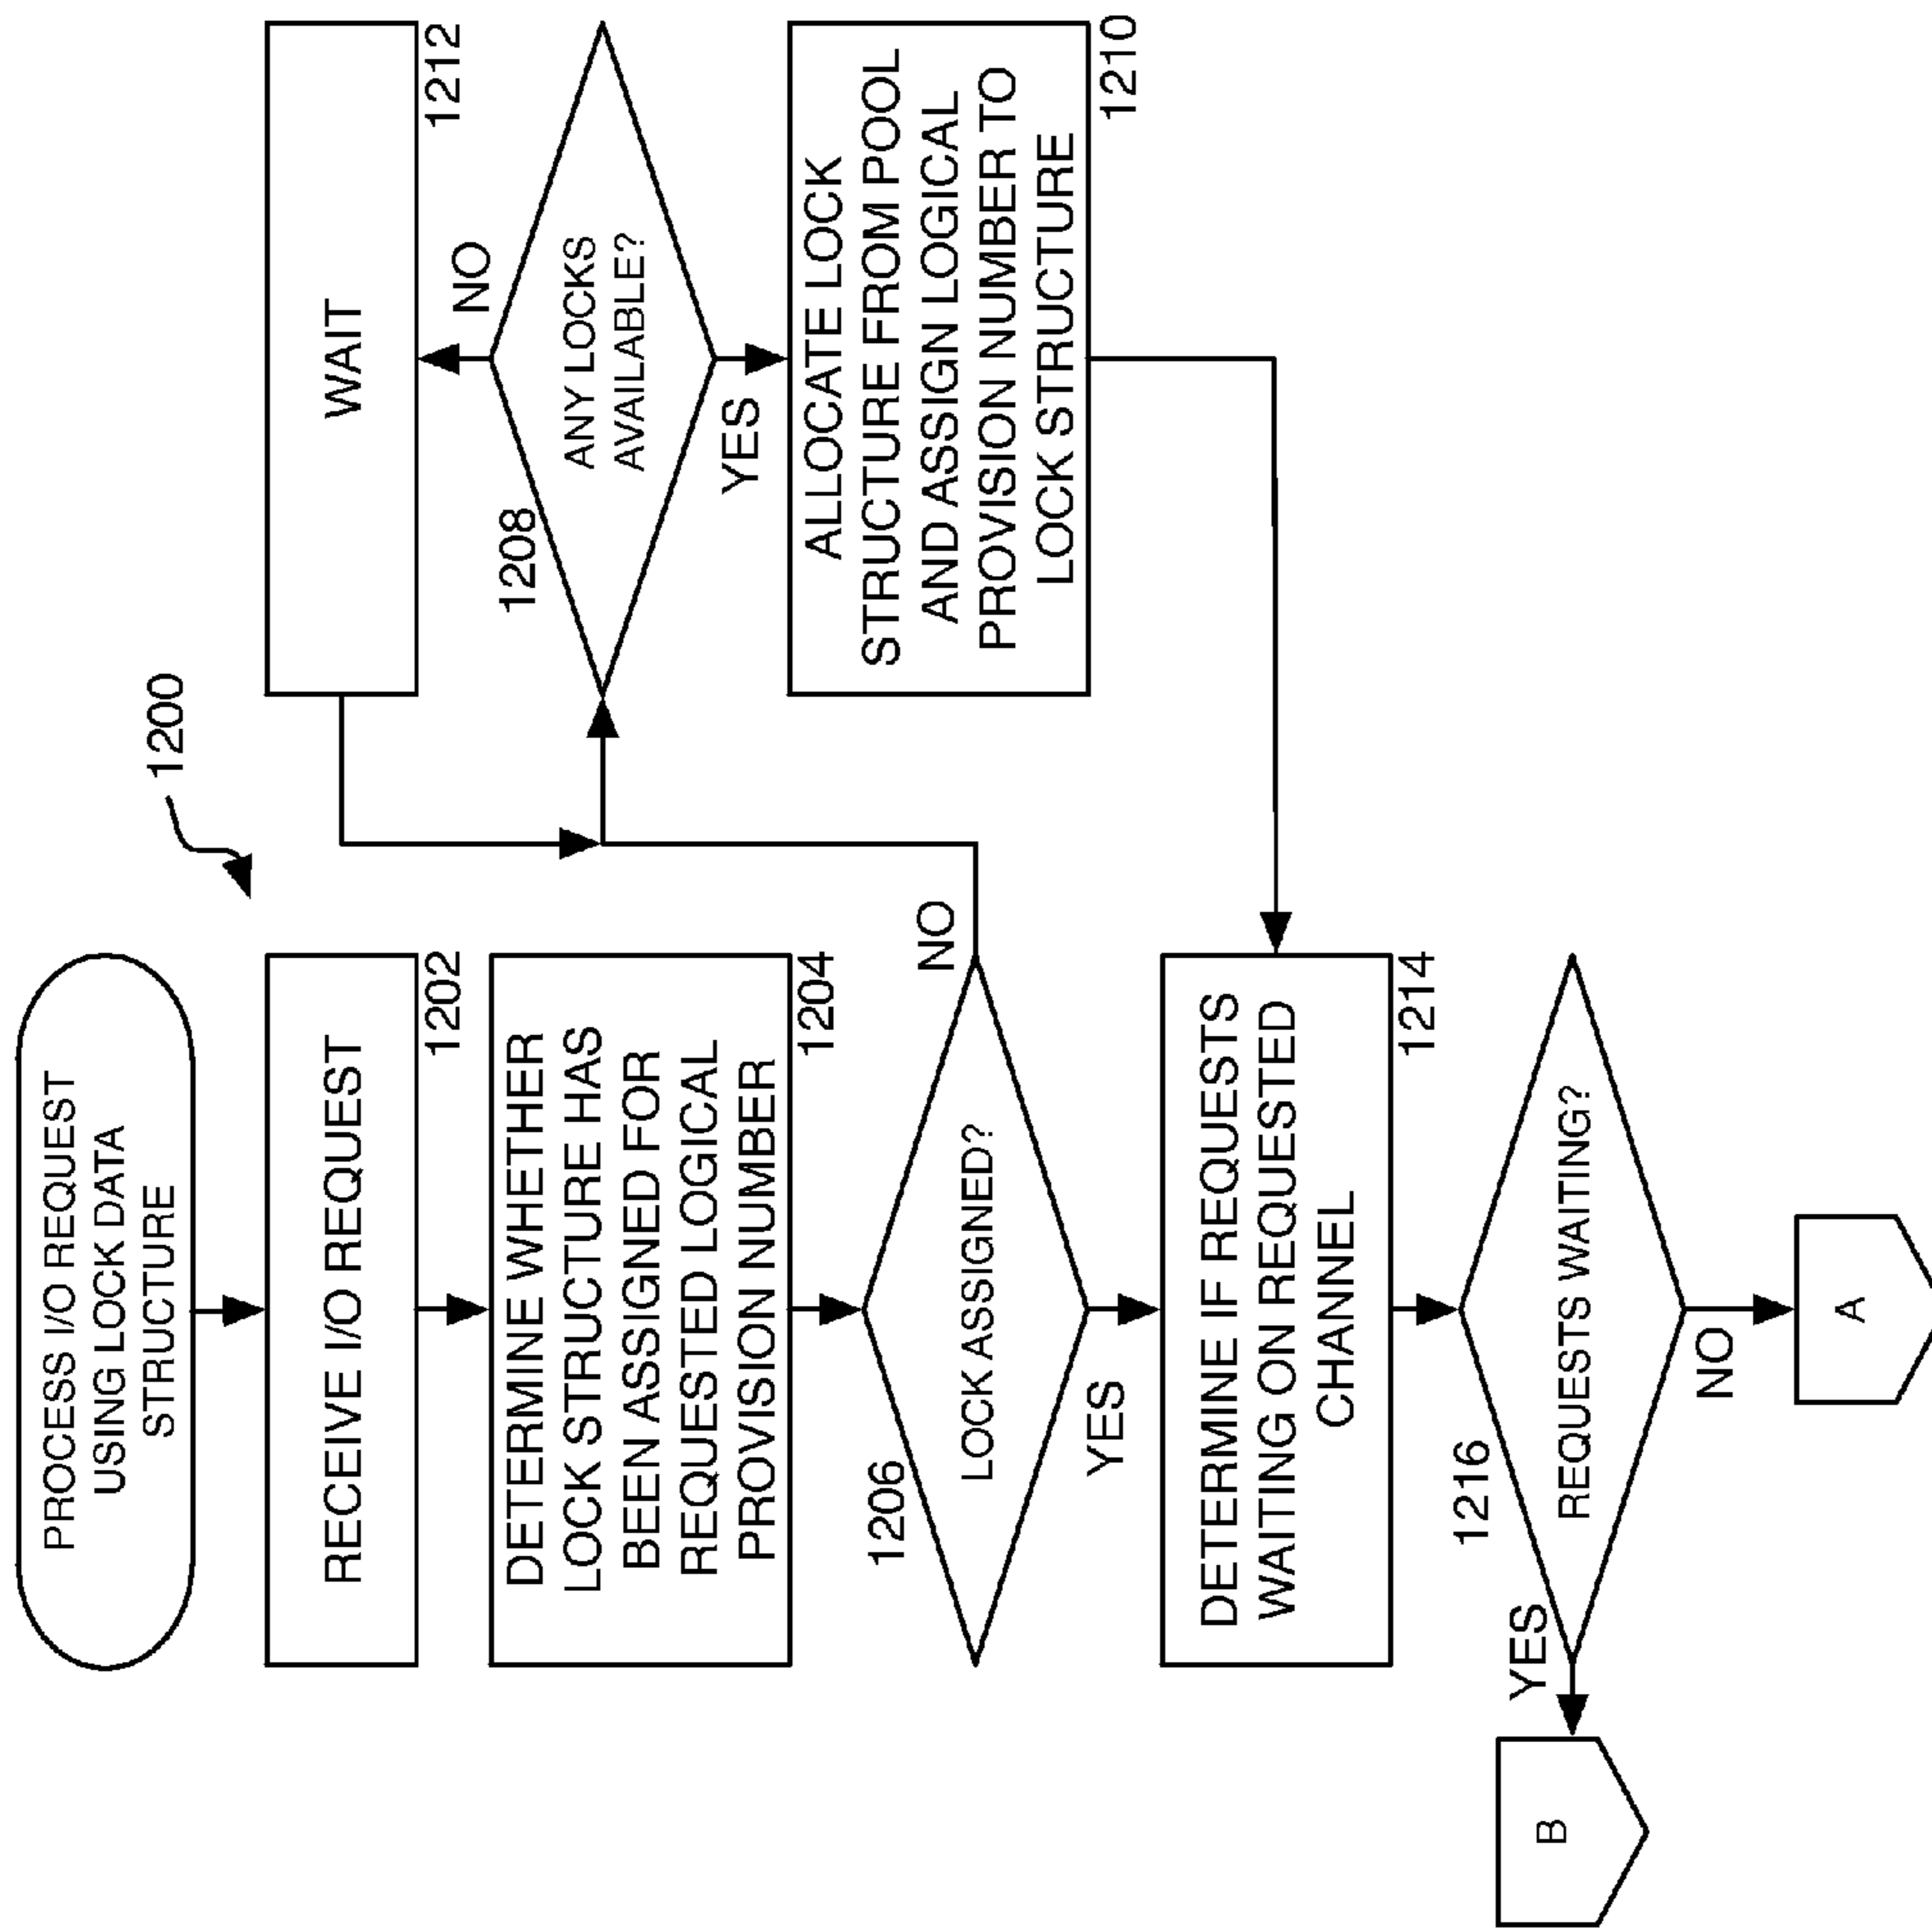 PROCESS I/O REQUEST
USING LOCK DATA
STRUCTURE
1200
RECEIVE I/O REQUEST
1202
DETERMINE WHETHER
LOCK STRUCTURE HAS
BEEN ASSIGNED FOR
REQUESTED LOGICAL
PROVISION NUMBER
1204
1206
LOCK ASSIGNED?
NO
YES
WAIT
1212
NO
1208
ANY LOCKS
AVAILABLE?
YES
ALLOCATE LOCK
STRUCTURE FROM POOL
AND ASSIGN LOGICAL
PROVISION NUMBER TO
LOCK STRUCTURE
1210
DETERMINE IF REQUESTS
WAITING ON REQUESTED
CHANNEL
1214
1216
REQUESTS WAITING?
YES
NO
B
A